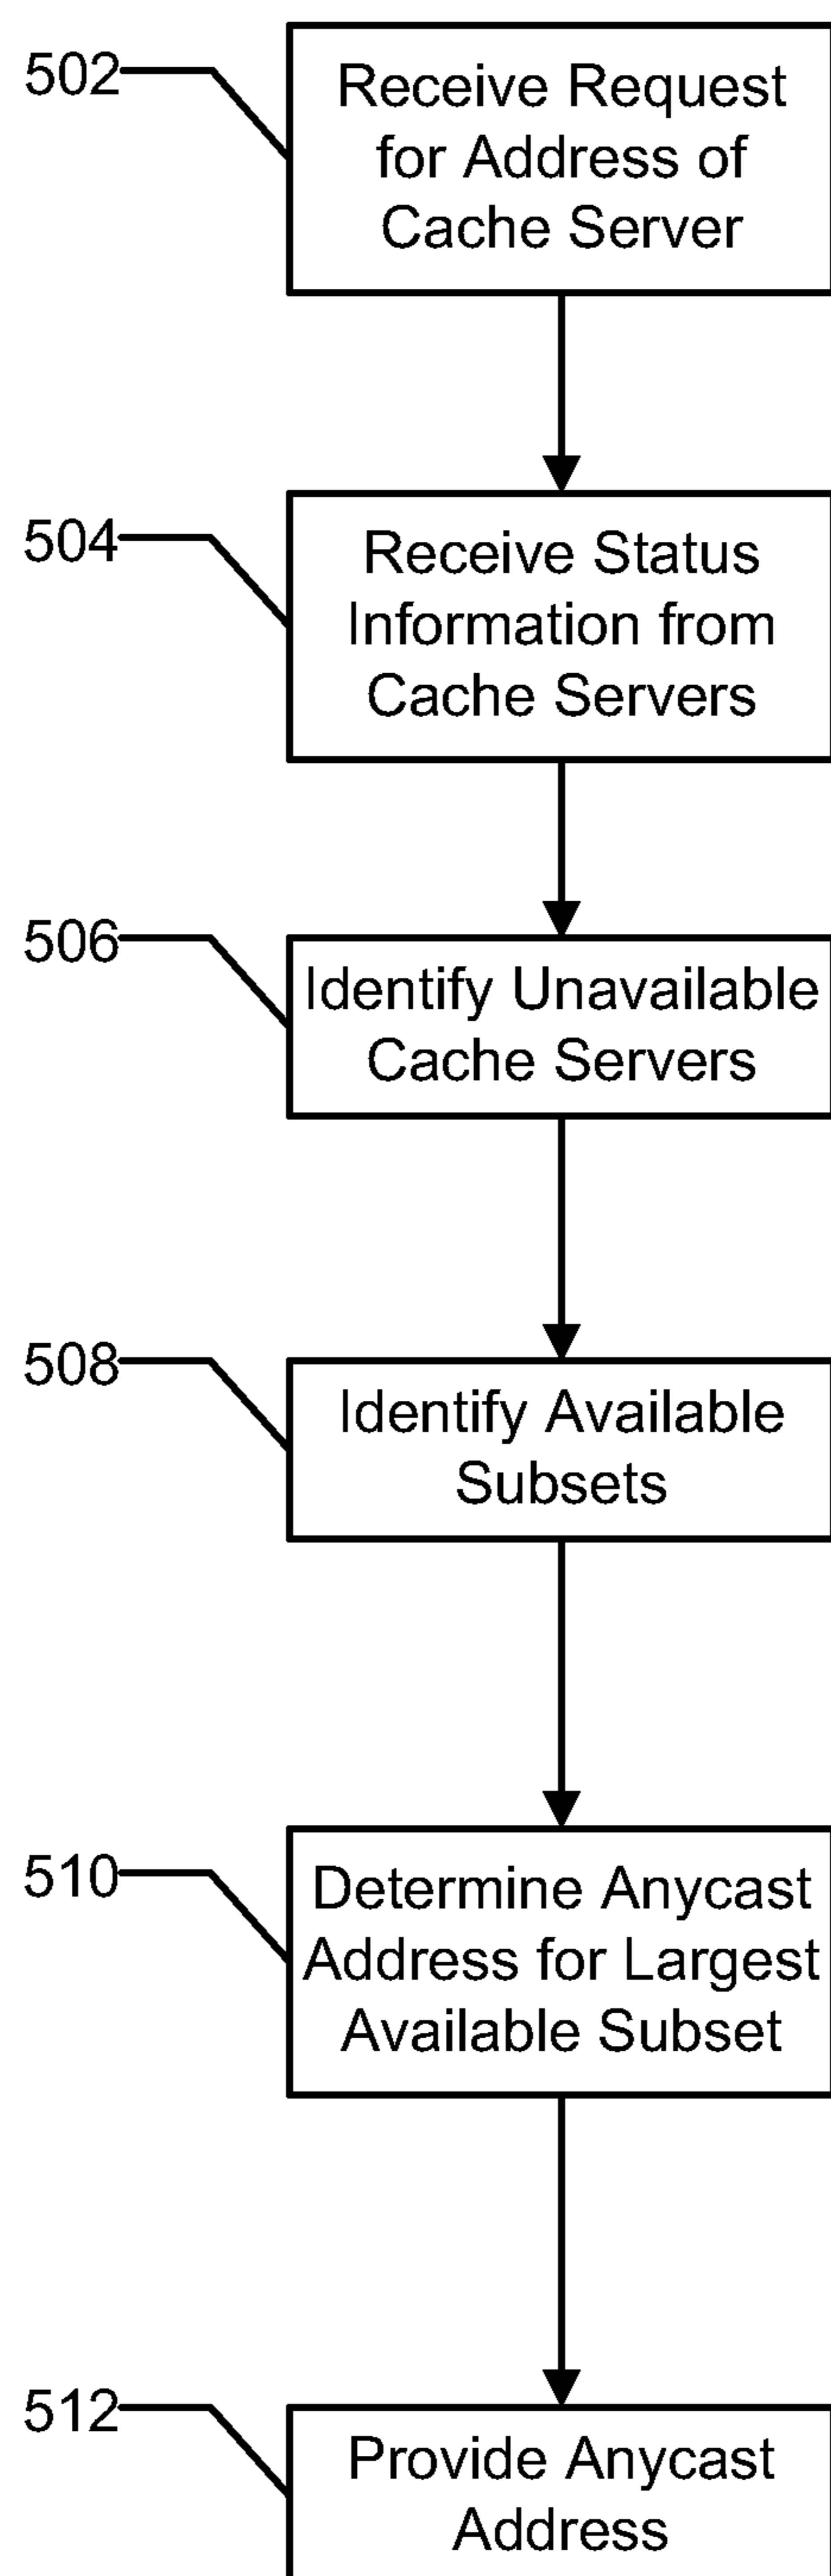 502
Receive Request
for Address of
Cache Server
504
Receive Status
Information from
Cache Servers
506
Identify Unavailable
Cache Servers
508
Identify Available
Subsets
510
Determine Anycast
Address for Largest
Available Subset
512
Provide Anycast
Address